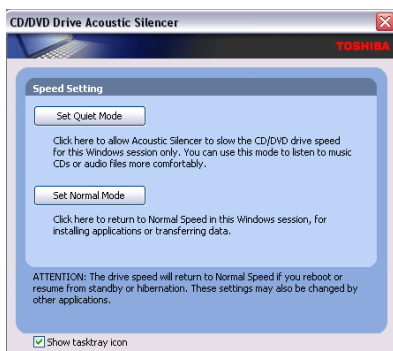 CD/DVD Drive Acoustic Silencer
TOSHIBA
Speed Setting
Set Quiet Mode
Click here to allow Acoustic Silencer to slow the CD/DVD drive speed
for this Windows session only. You can use this mode to listen to music
CDs or audio files more comfortably.
Set Normal Mode
Click here to return to Normal Speed in this Windows session, for
installing applications or transferring data.
ATTENTION: The drive speed will return to Normal Speed if you reboot or
resume from standby or hibernation. These settings may also be changed by
other applications.
Show tasktray icon